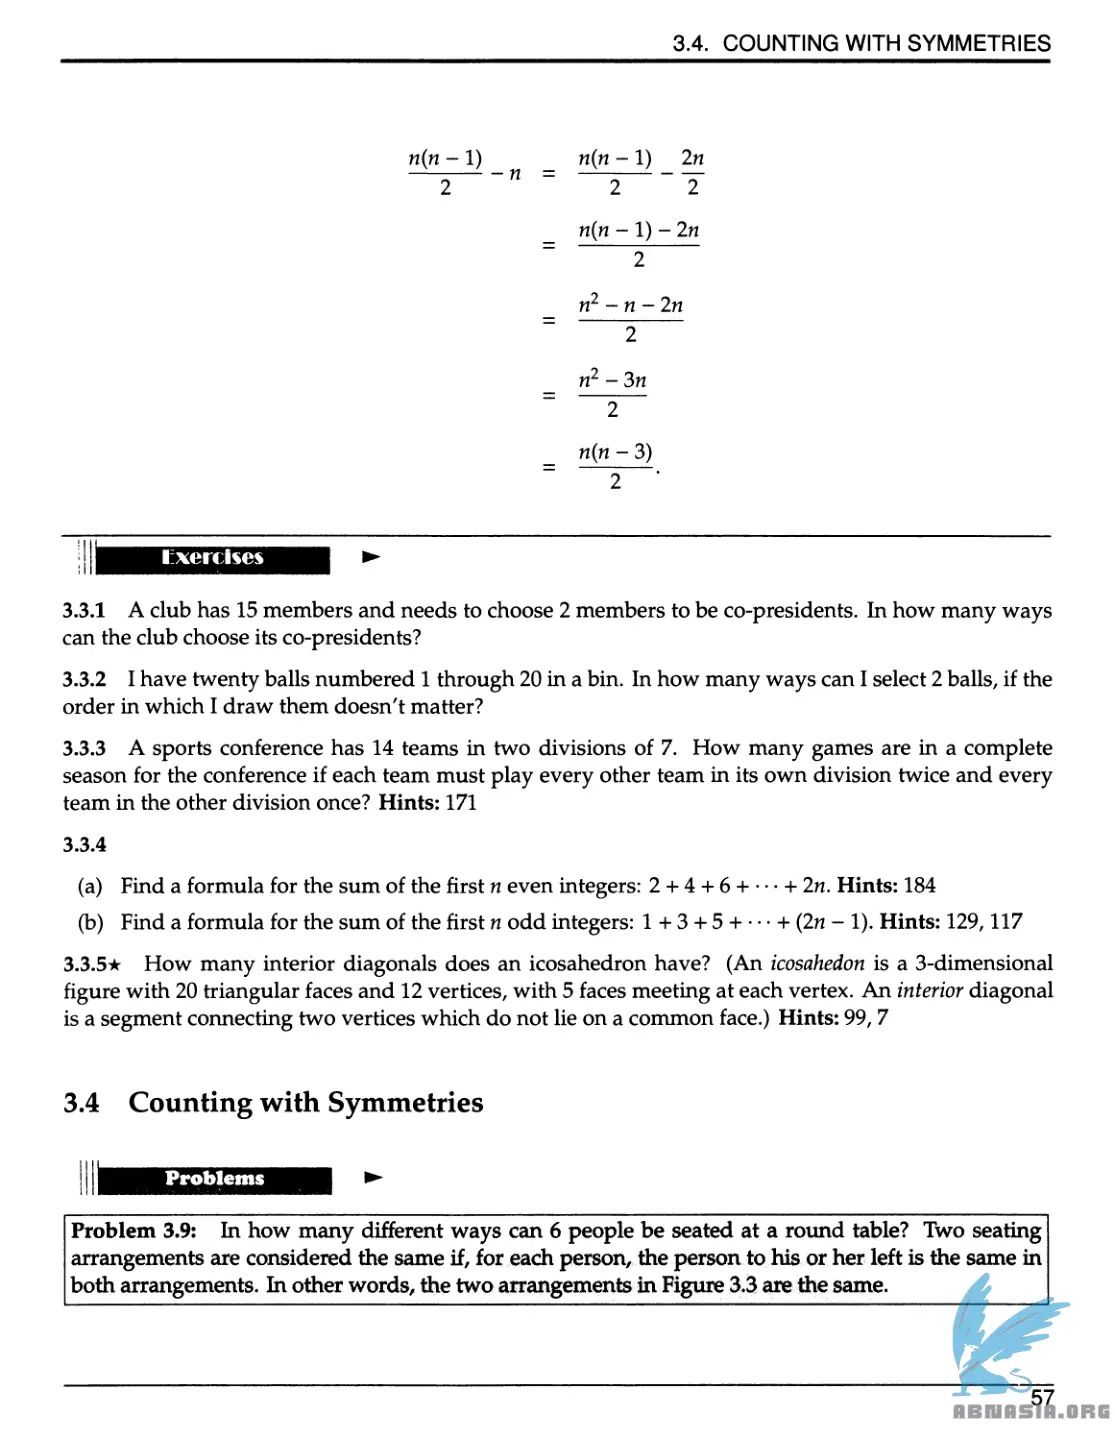 3.4. COUNTING WITH SYMMETRIES
n(n − 1)/2 − n = n(n − 1)/2 − 2n/2
= (n(n − 1) − 2n)/2
= (n² − n − 2n)/2
= (n² − 3n)/2
= n(n − 3)/2.
Exercises
3.3.1 A club has 15 members and needs to choose 2 members to be co-presidents. In how many ways
can the club choose its co-presidents?
3.3.2 I have twenty balls numbered 1 through 20 in a bin. In how many ways can I select 2 balls, if the
order in which I draw them doesn't matter?
3.3.3 A sports conference has 14 teams in two divisions of 7. How many games are in a complete
season for the conference if each team must play every other team in its own division twice and every
team in the other division once? Hints: 171
3.3.4
(a) Find a formula for the sum of the first n even integers: 2 + 4 + 6 + ··· + 2n. Hints: 184
(b) Find a formula for the sum of the first n odd integers: 1 + 3 + 5 + ··· + (2n − 1). Hints: 129, 117
3.3.5★ How many interior diagonals does an icosahedron have? (An icosahedon is a 3-dimensional
figure with 20 triangular faces and 12 vertices, with 5 faces meeting at each vertex. An interior diagonal
is a segment connecting two vertices which do not lie on a common face.) Hints: 99, 7
3.4 Counting with Symmetries
Problems
Problem 3.9: In how many different ways can 6 people be seated at a round table? Two seating
arrangements are considered the same if, for each person, the person to his or her left is the same in
both arrangements. In other words, the two arrangements in Figure 3.3 are the same.
57
ABNASIA.ORG